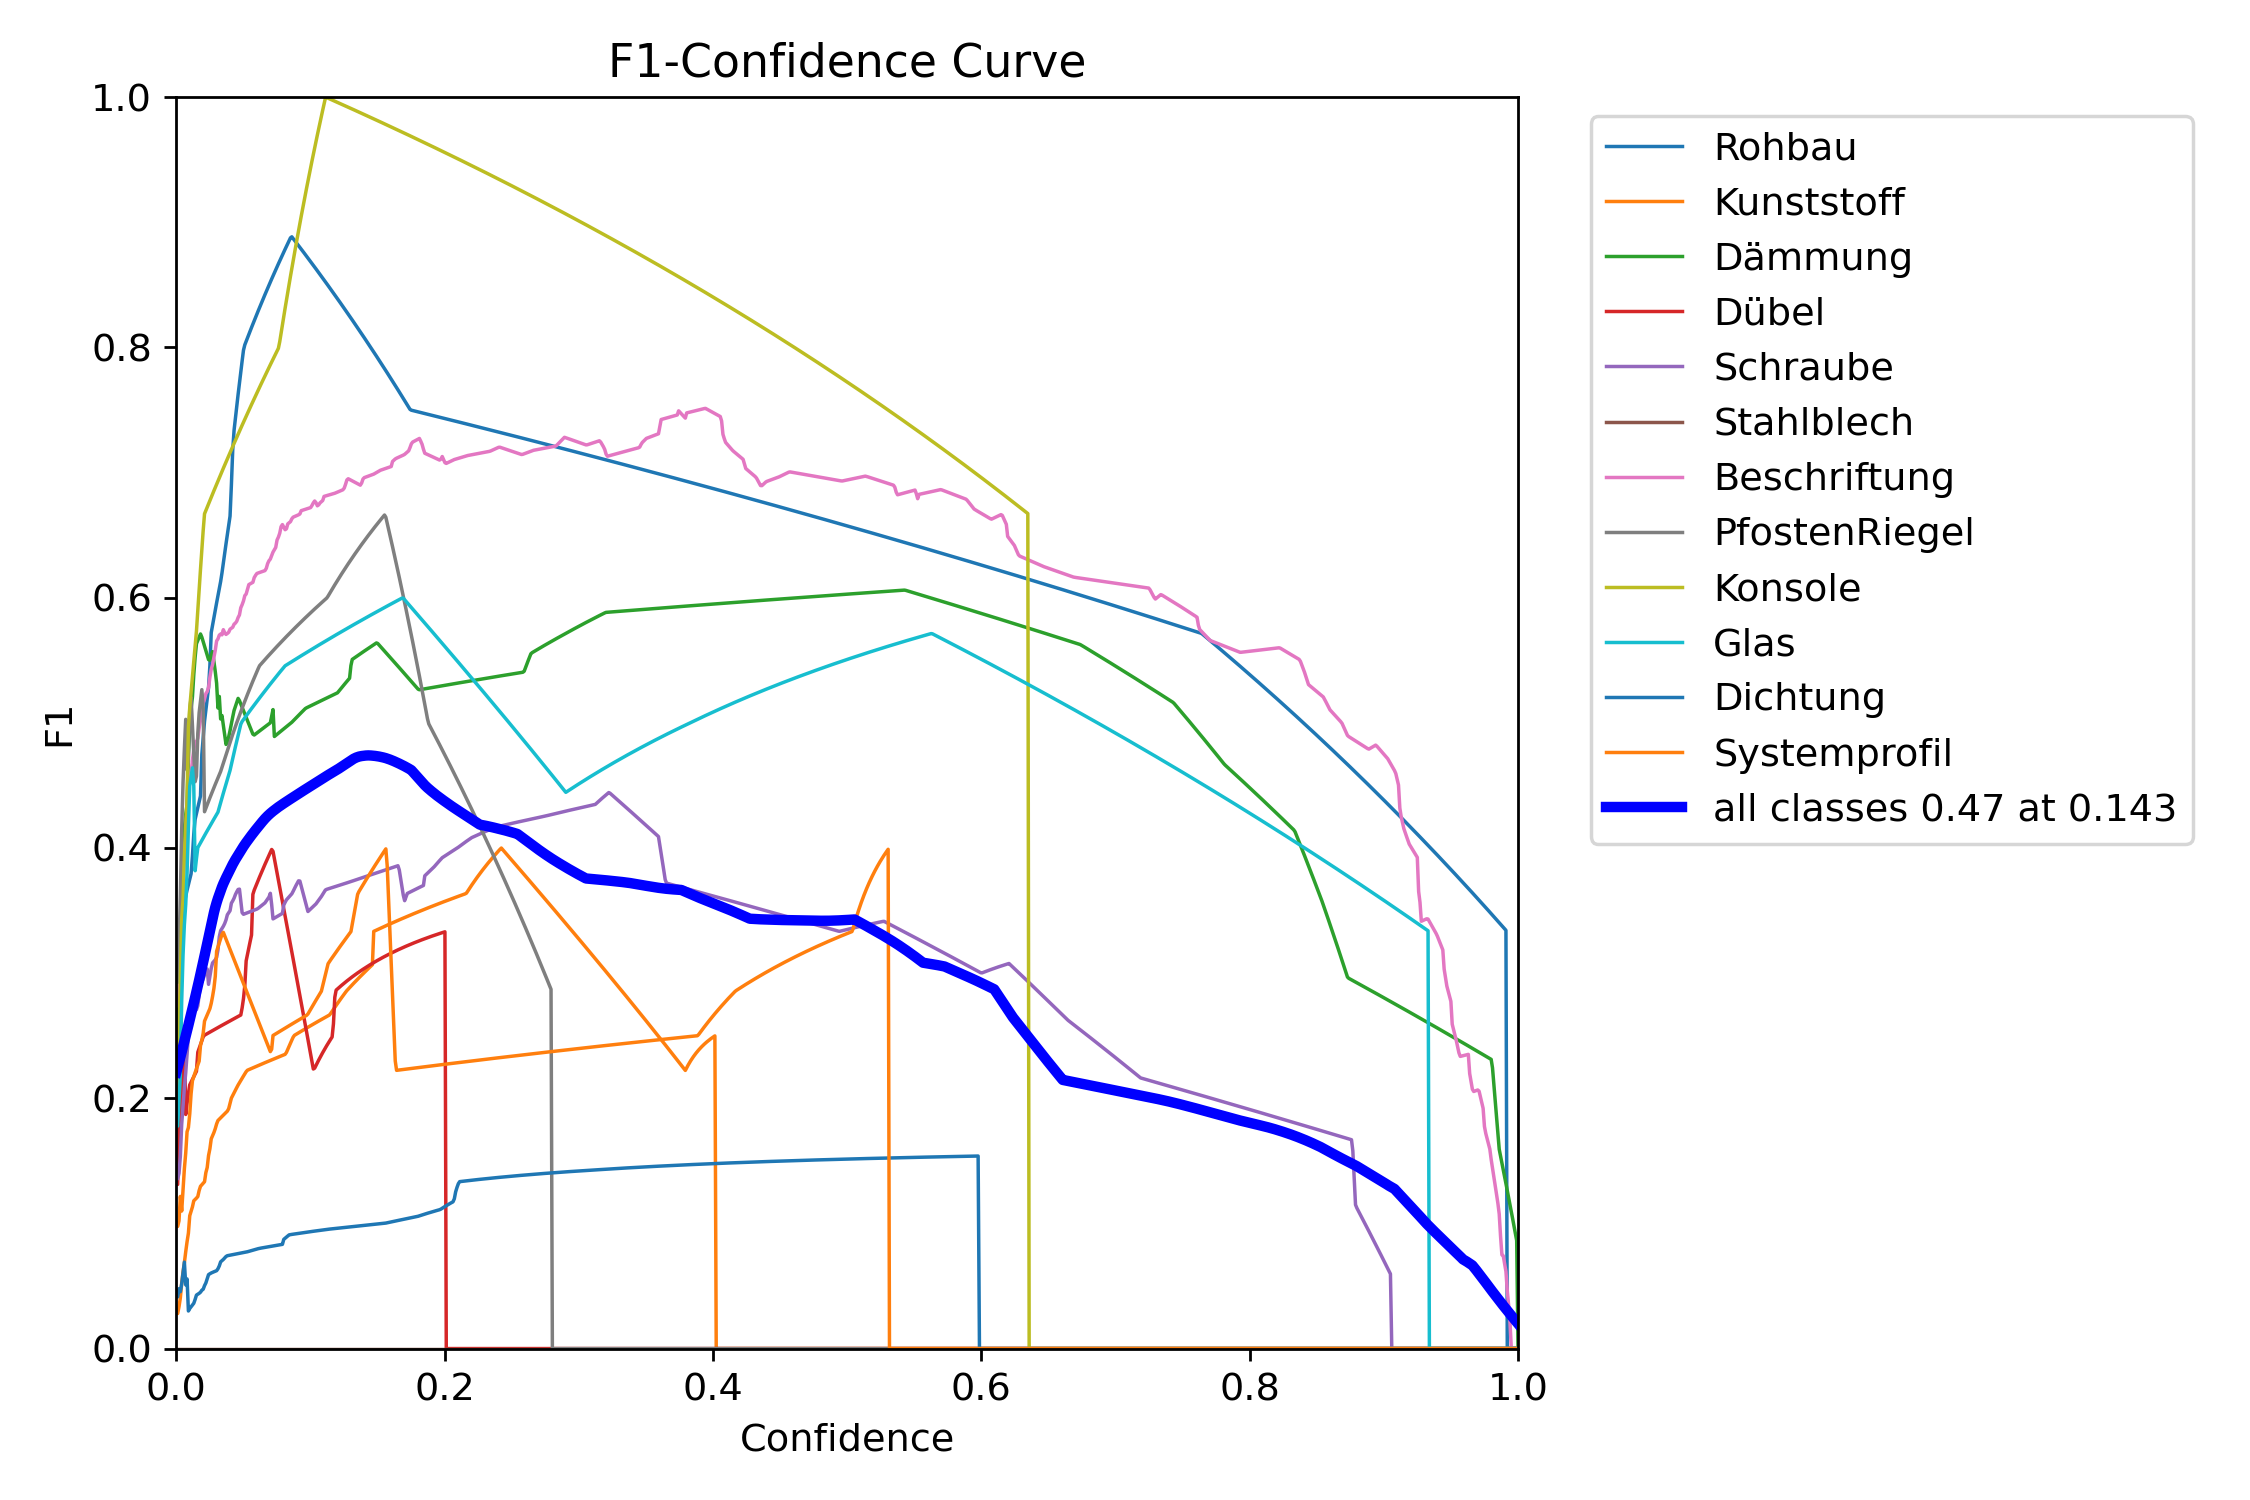 F1-Confidence Curve
1.0
0.8
0.6
0.4
0.2
0.0
F1
0.0 0.2 0.4 0.6 0.8 1.0
Confidence
Rohbau
Kunststoff
Dämmung
Dübel
Schraube
Stahlblech
Beschriftung
PfostenRiegel
Konsole
Glas
Dichtung
Systemprofil
all classes 0.47 at 0.143